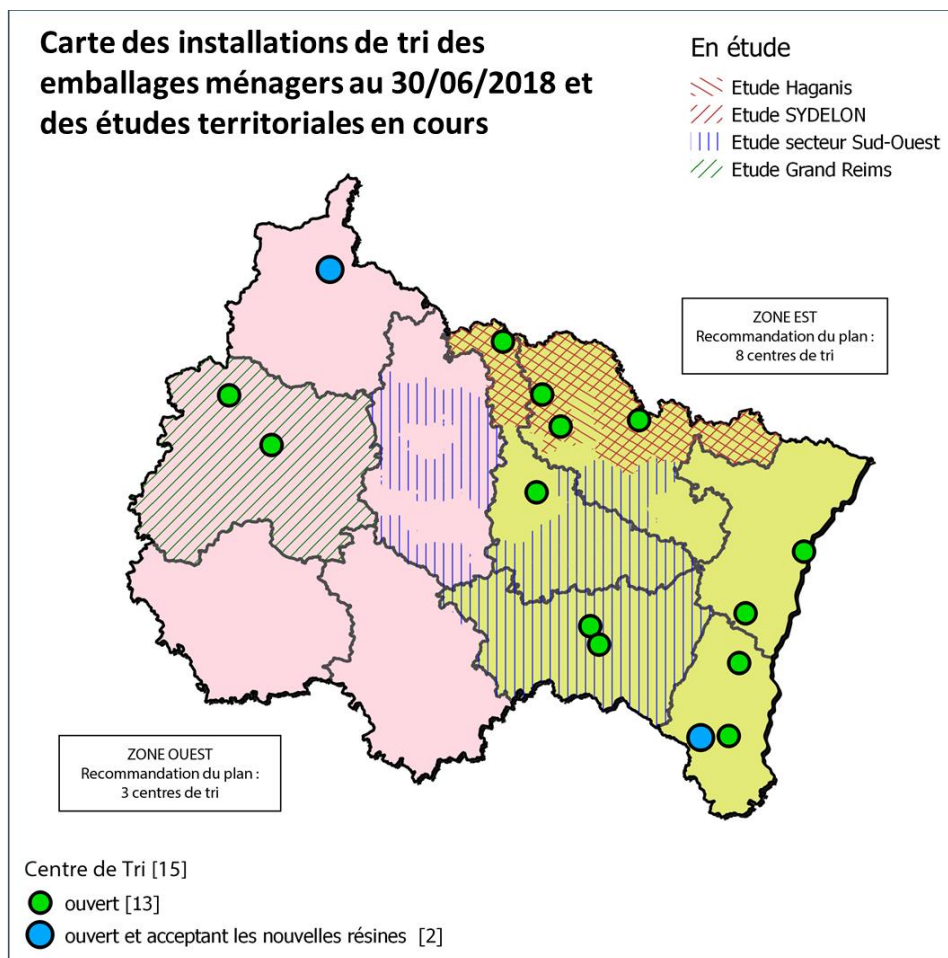 Carte des installations de tri des
emballages ménagers au 30/06/2018 et
des études territoriales en cours
En étude
Etude Haganis
Etude SYDELON
Etude secteur Sud-Ouest
Etude Grand Reims
ZONE EST
Recommandation du plan :
8 centres de tri
ZONE OUEST
Recommandation du plan :
3 centres de tri
Centre de Tri [15]
ouvert [13]
ouvert et acceptant les nouvelles résines [2]